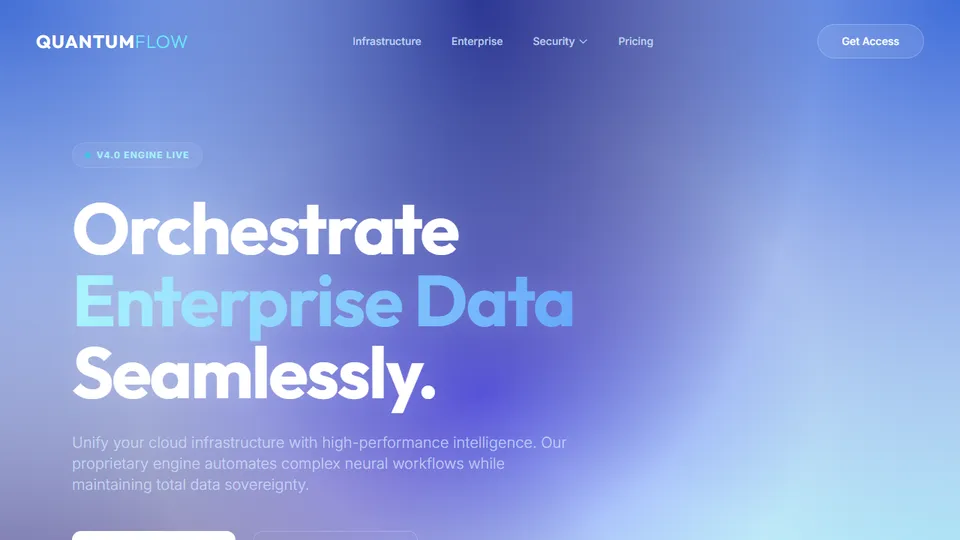 QUANTUMFLOW
Infrastructure Enterprise Security Pricing
Get Access
V4.0 ENGINE LIVE
Orchestrate
Enterprise Data
Seamlessly.
Unify your cloud infrastructure with high-performance intelligence. Our
proprietary engine automates complex neural workflows while
maintaining total data sovereignty.